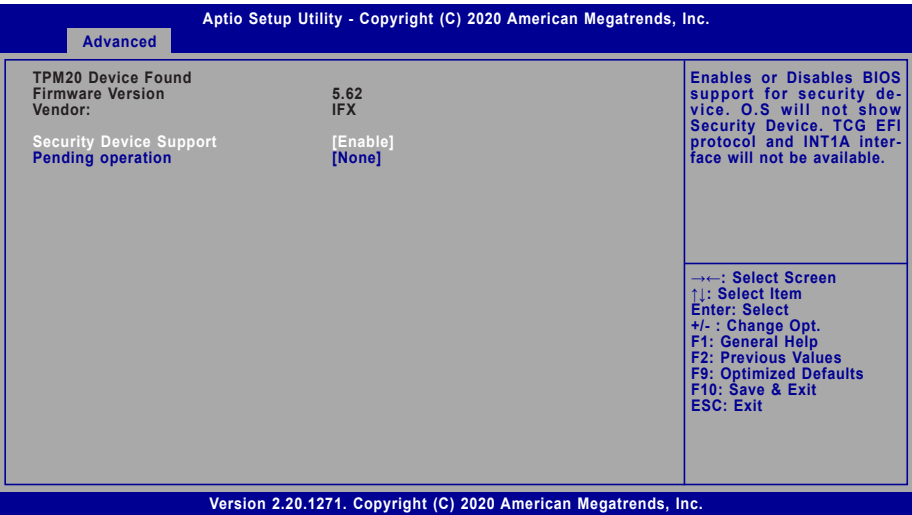 Aptio Setup Utility - Copyright (C) 2020 American Megatrends, Inc.
Advanced
TPM20 Device Found
Firmware Version 5.62
Vendor: IFX
Security Device Support [Enable]
Pending operation [None]
Enables or Disables BIOS
support for security de-
vice. O.S will not show
Security Device. TCG EFI
protocol and INT1A inter-
face will not be available.
→←: Select Screen
↑↓: Select Item
Enter: Select
+/- : Change Opt.
F1: General Help
F2: Previous Values
F9: Optimized Defaults
F10: Save & Exit
ESC: Exit
Version 2.20.1271. Copyright (C) 2020 American Megatrends, Inc.